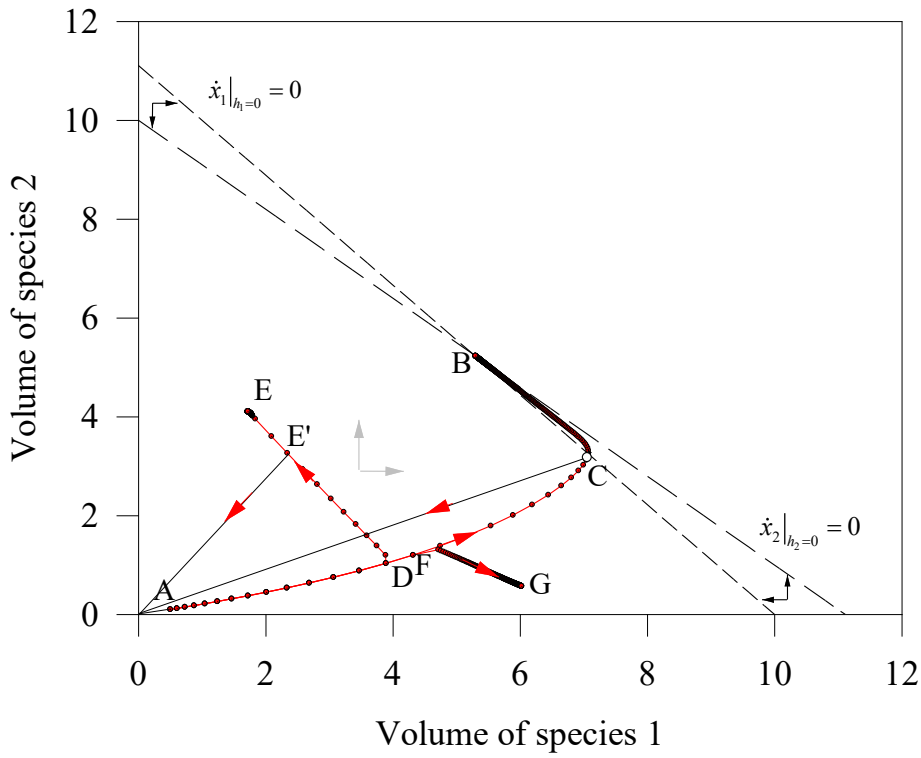 12
ẋ₁|ₕ₁₌₀ = 0
10
8
6
B
E
4
E'
C
2
ẋ₂|ₕ₂₌₀ = 0
F
D
A
G
0
0 2 4 6 8 10 12
Volume of species 1
Volume of species 2